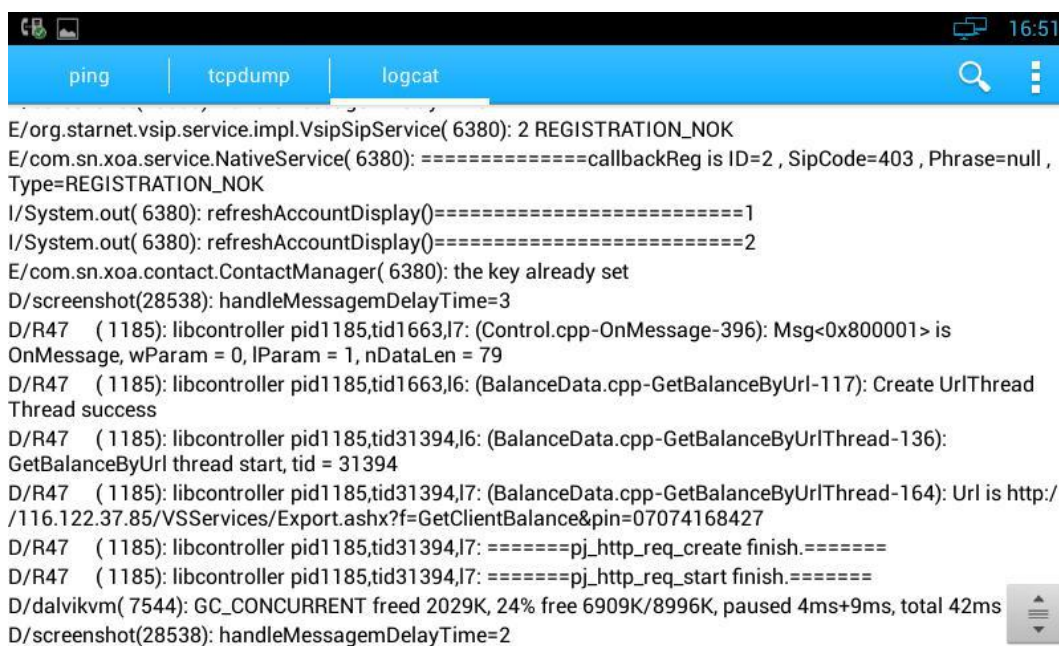 16:51
ping tcpdump logcat
E/org.starnet.vsip.service.impl.VsipSipService( 6380): 2 REGISTRATION_NOK
E/com.sn.xoa.service.NativeService( 6380): ==============callbackReg is ID=2 , SipCode=403 , Phrase=null ,
Type=REGISTRATION_NOK
I/System.out( 6380): refreshAccountDisplay()==========================1
I/System.out( 6380): refreshAccountDisplay()==========================2
E/com.sn.xoa.contact.ContactManager( 6380): the key already set
D/screenshot(28538): handleMessagemDelayTime=3
D/R47 ( 1185): libcontroller pid1185,tid1663,l7: (Control.cpp-OnMessage-396): Msg<0x800001> is
OnMessage, wParam = 0, lParam = 1, nDataLen = 79
D/R47 ( 1185): libcontroller pid1185,tid1663,l6: (BalanceData.cpp-GetBalanceByUrl-117): Create UrlThread
Thread success
D/R47 ( 1185): libcontroller pid1185,tid31394,l6: (BalanceData.cpp-GetBalanceByUrlThread-136):
GetBalanceByUrl thread start, tid = 31394
D/R47 ( 1185): libcontroller pid1185,tid31394,l7: (BalanceData.cpp-GetBalanceByUrlThread-164): Url is http:/
/116.122.37.85/VSServices/Export.ashx?f=GetClientBalance&pin=07074168427
D/R47 ( 1185): libcontroller pid1185,tid31394,l7: =======pj_http_req_create finish.=======
D/R47 ( 1185): libcontroller pid1185,tid31394,l7: =======pj_http_req_start finish.=======
D/dalvikvm( 7544): GC_CONCURRENT freed 2029K, 24% free 6909K/8996K, paused 4ms+9ms, total 42ms
D/screenshot(28538): handleMessagemDelayTime=2